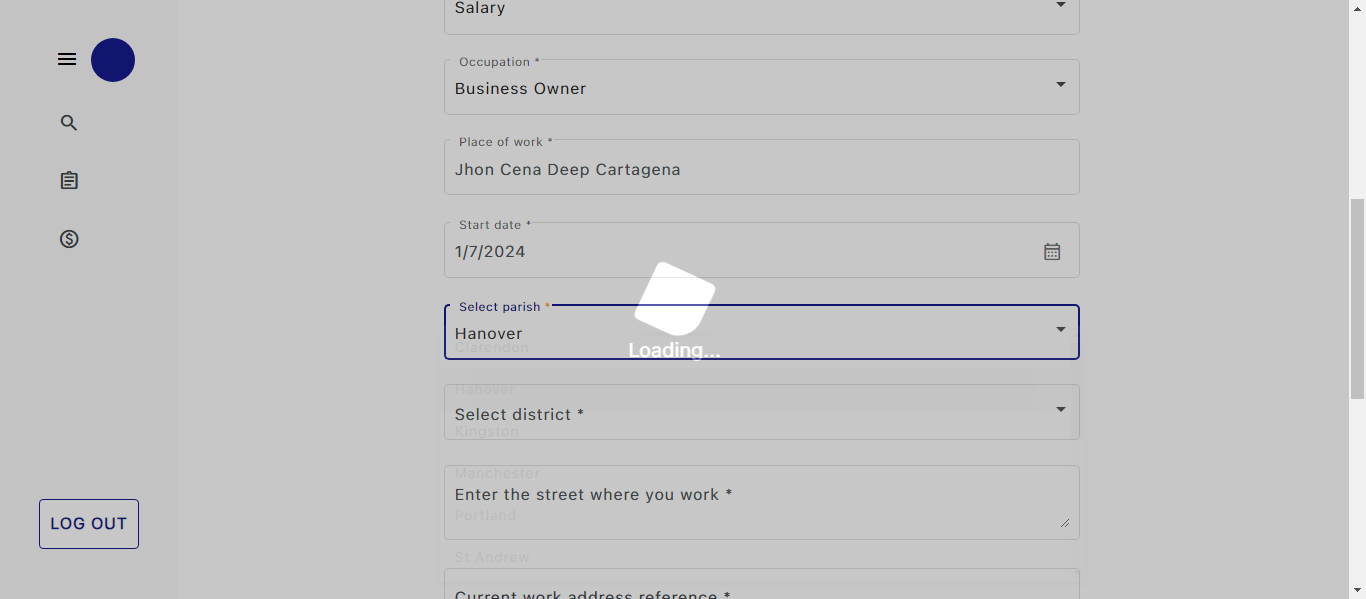 Salary
Occupation *
Business Owner
Place of work *
Jhon Cena Deep Cartagena
Start date *
1/7/2024
Select parish *
Hanover
Loading...
Clarendon
Hanover
Select district *
Kingston
Manchester
Enter the street where you work *
Portland
St Andrew
Current work address reference *
LOG OUT